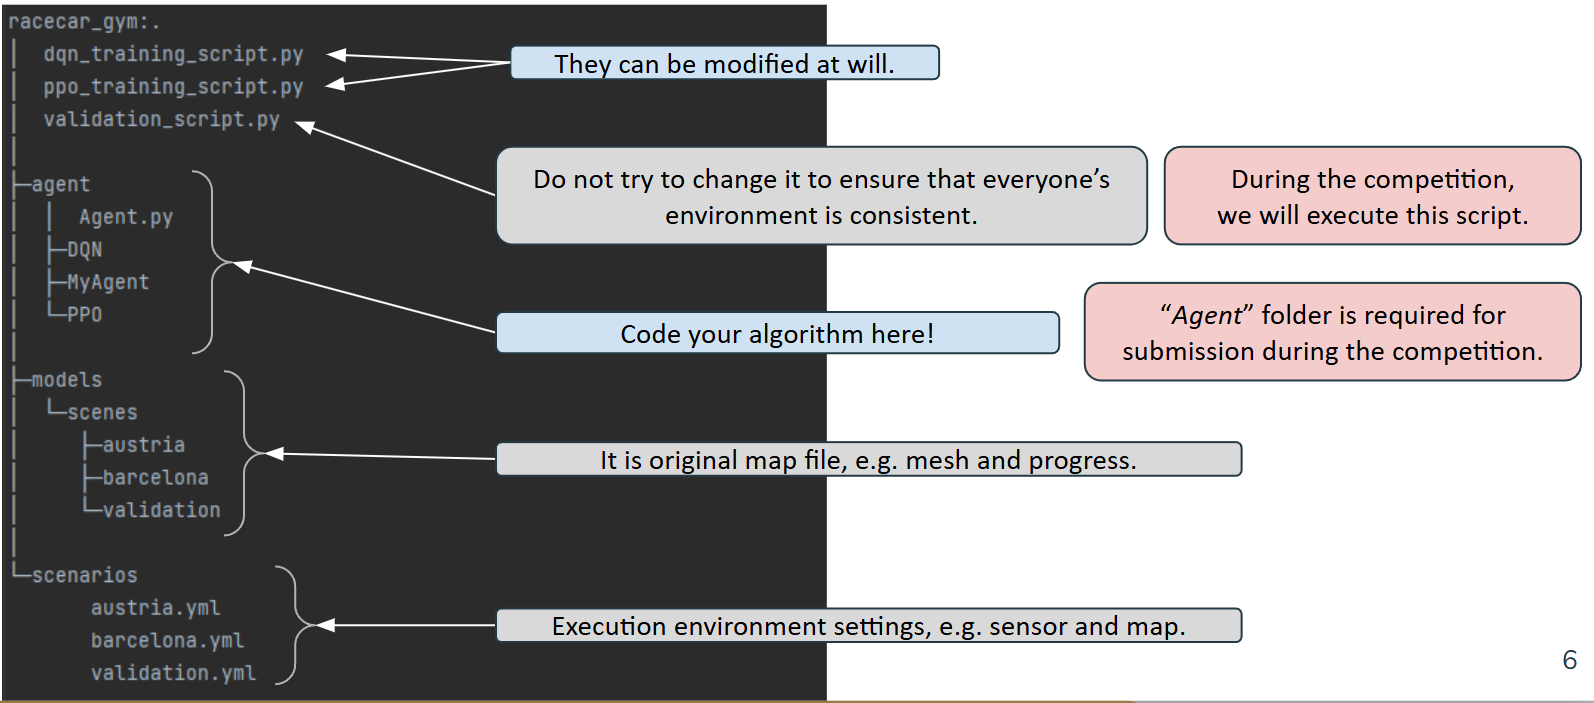 racecar_gym:.
dqn_training_script.py
ppo_training_script.py
validation_script.py
agent
Agent.py
DQN
MyAgent
PPO
models
scenes
austria
barcelona
validation
scenarios
austria.yml
barcelona.yml
validation.yml
They can be modified at will.
Do not try to change it to ensure that everyone’s
environment is consistent.
During the competition,
we will execute this script.
Code your algorithm here!
“Agent” folder is required for
submission during the competition.
It is original map file, e.g. mesh and progress.
Execution environment settings, e.g. sensor and map.
6